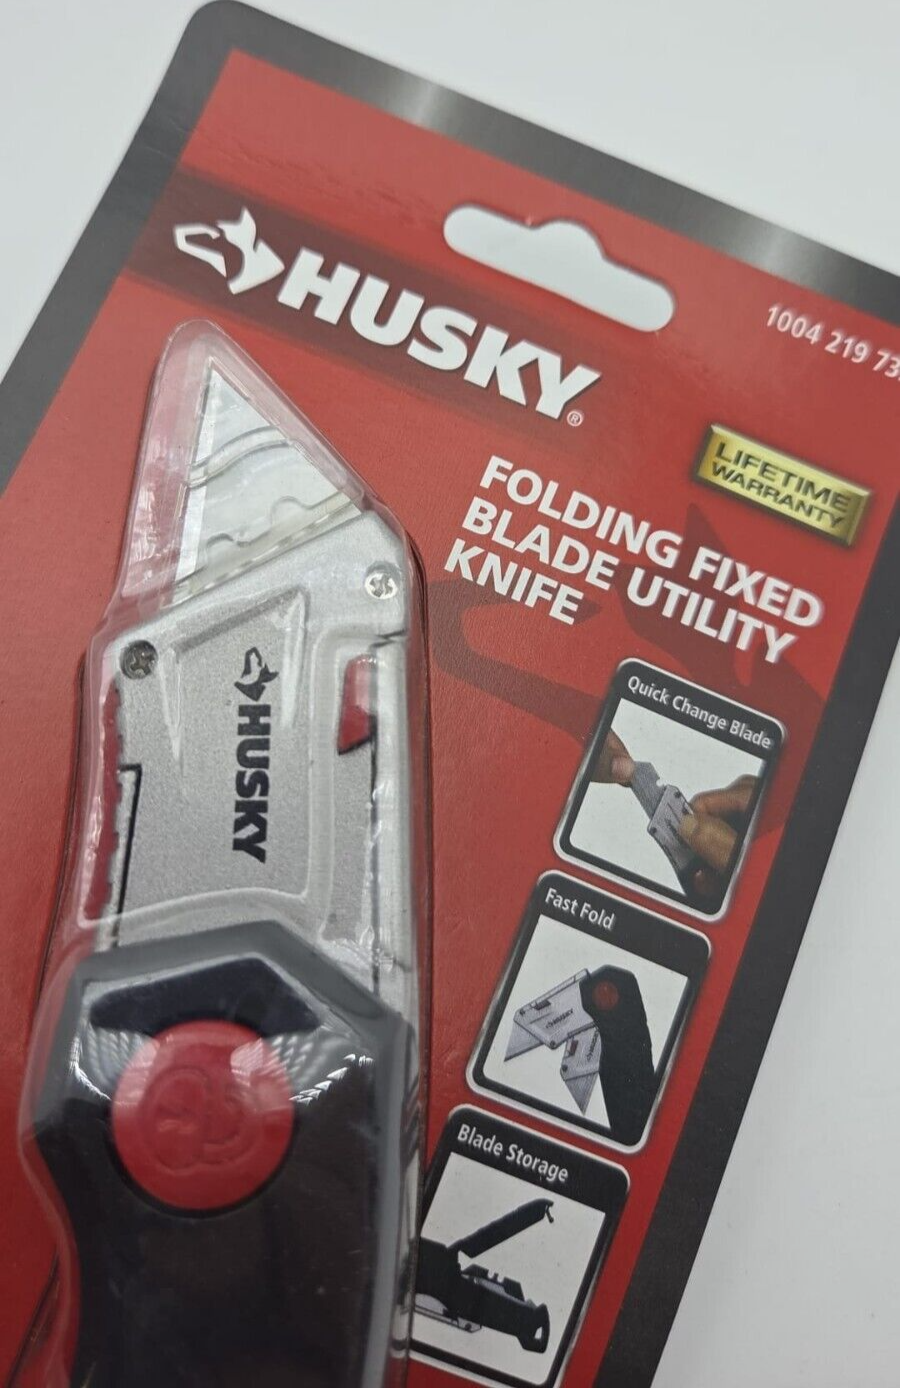 HUSKY®
1004 219 73
LIFETIME
WARRANTY
FOLDING FIXED
BLADE UTILITY
KNIFE
HUSKY
Quick Change Blade
Fast Fold
HUSKY
Blade Storage